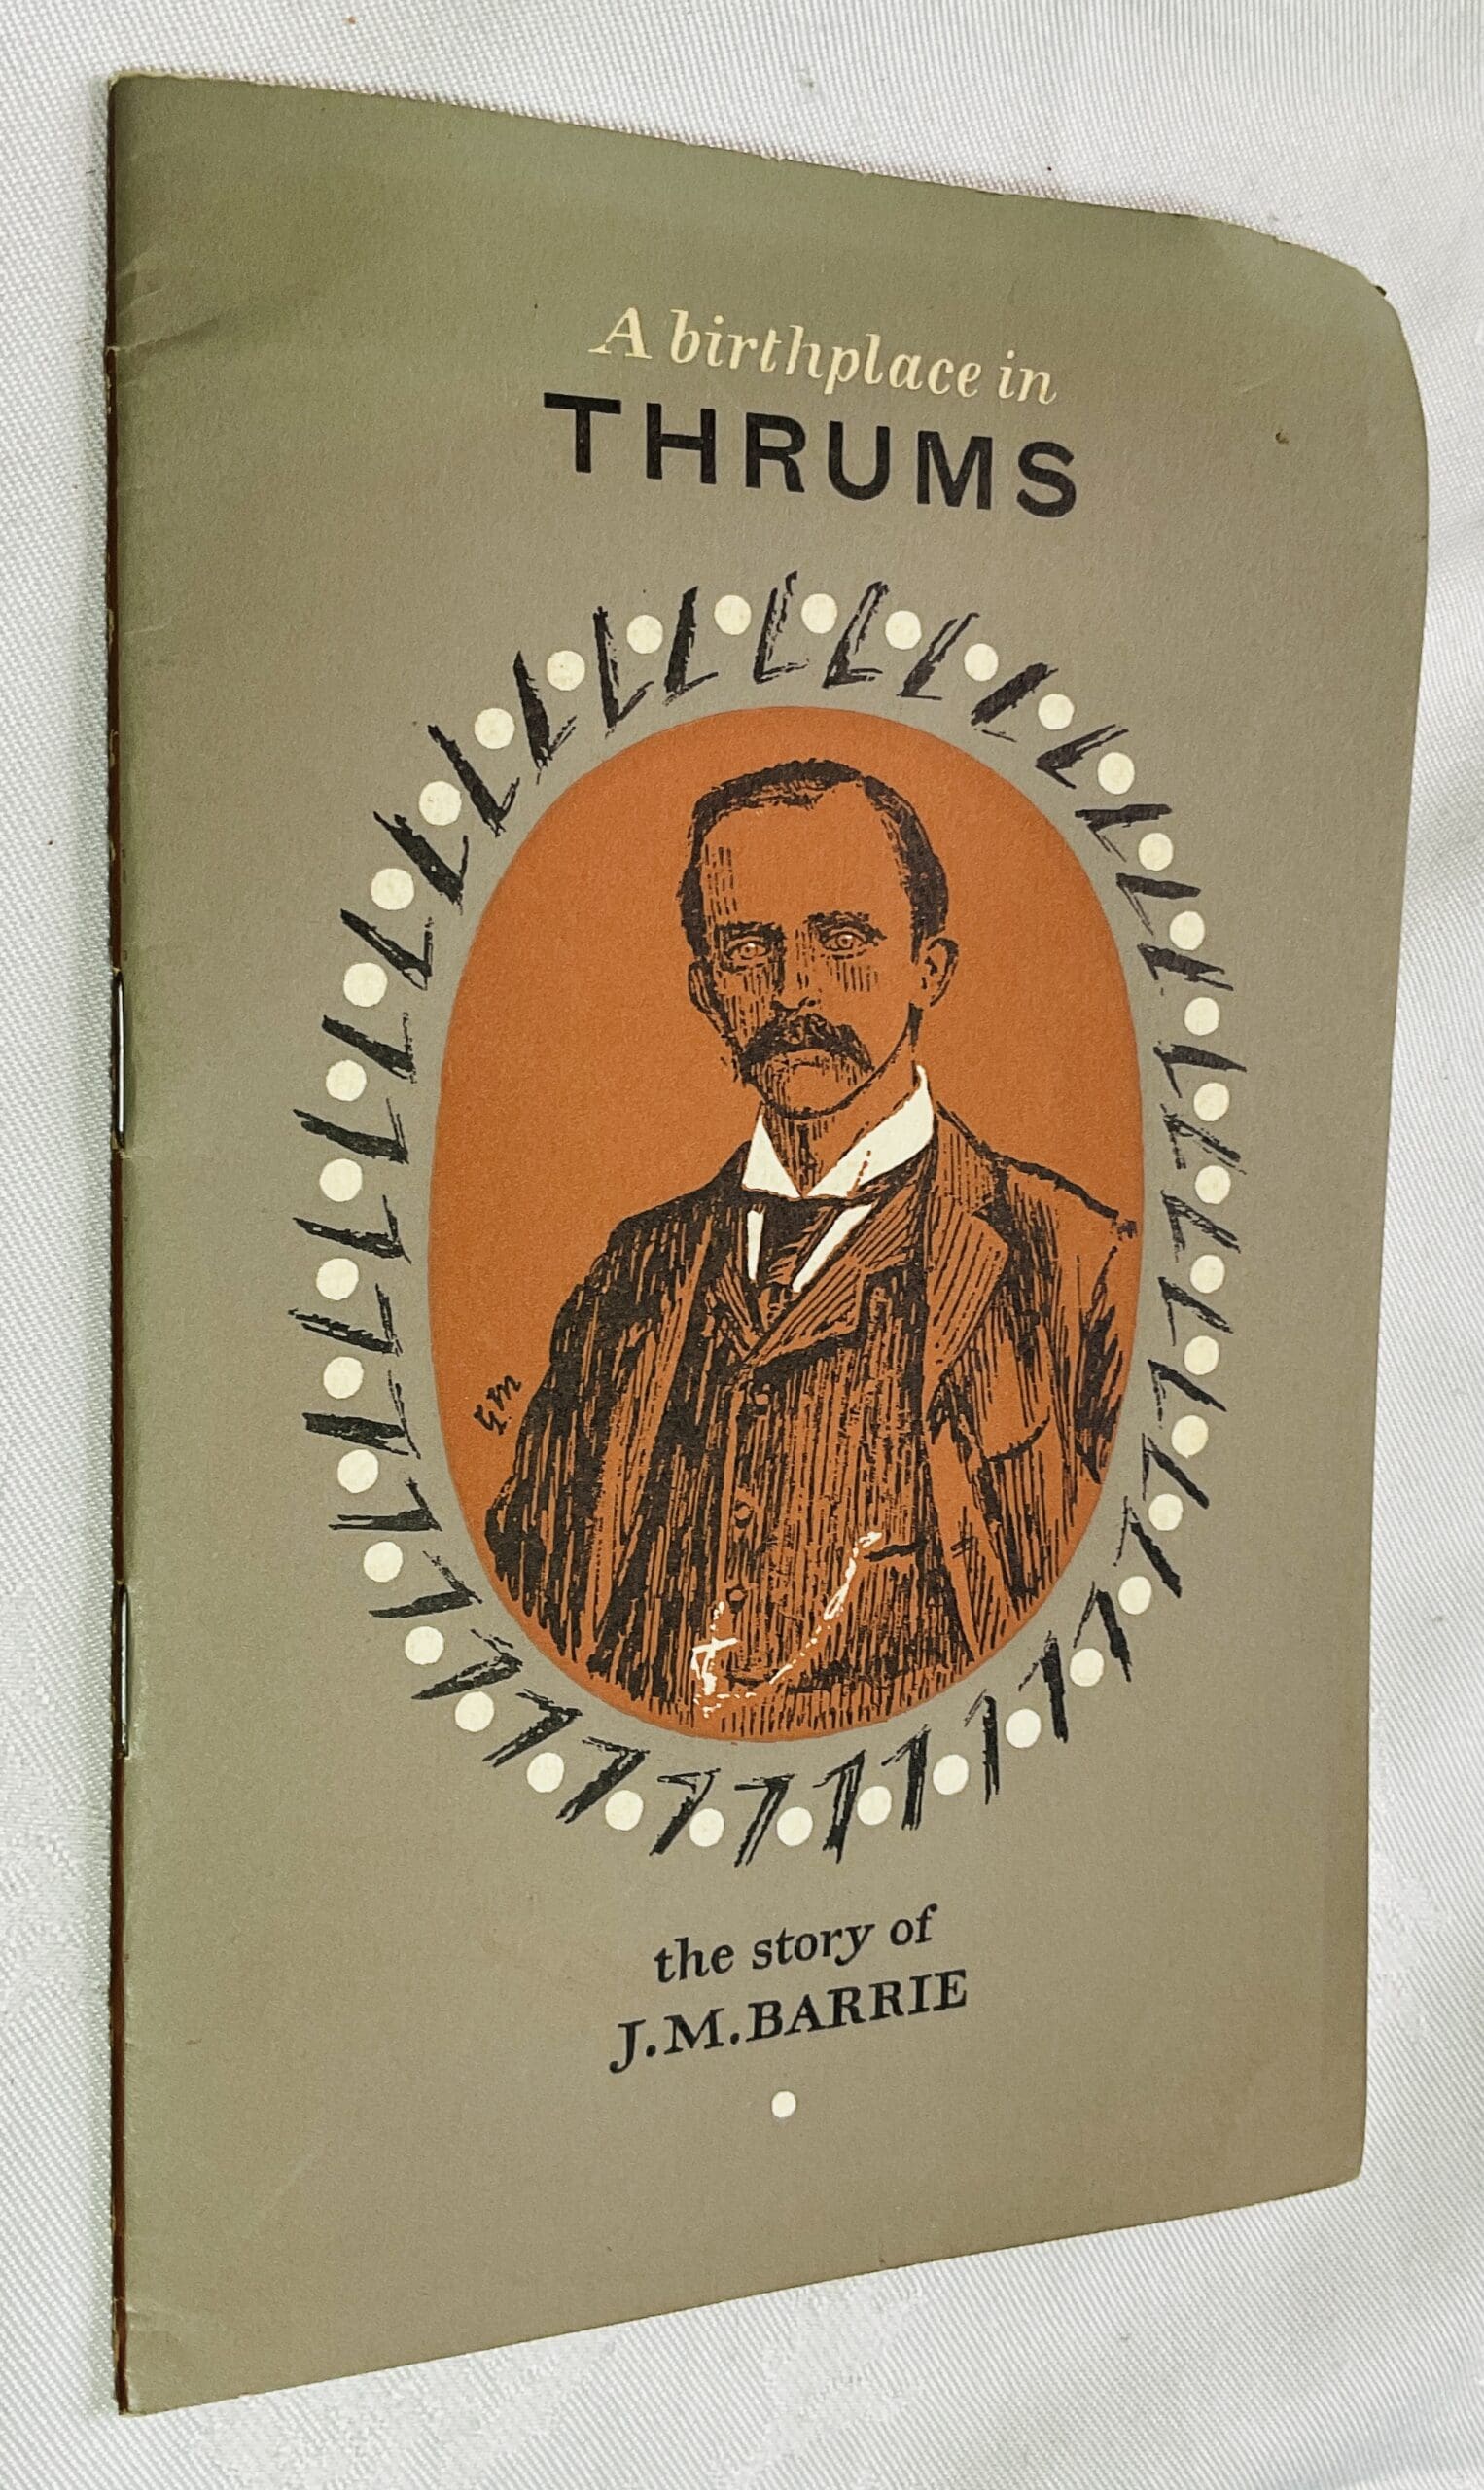 A birthplace in
THRUMS
G.M
the story of
J.M.BARRIE